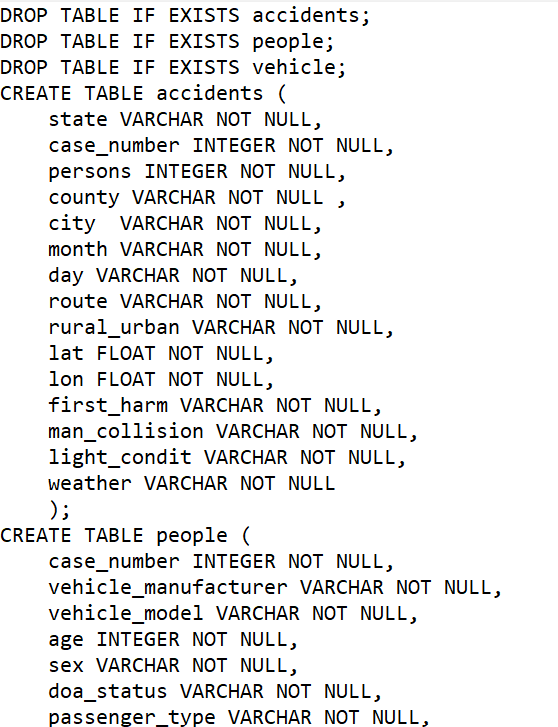 DROP TABLE IF EXISTS accidents;
DROP TABLE IF EXISTS people;
DROP TABLE IF EXISTS vehicle;
CREATE TABLE accidents (
    state VARCHAR NOT NULL,
    case_number INTEGER NOT NULL,
    persons INTEGER NOT NULL,
    county VARCHAR NOT NULL ,
    city  VARCHAR NOT NULL,
    month VARCHAR NOT NULL,
    day VARCHAR NOT NULL,
    route VARCHAR NOT NULL,
    rural_urban VARCHAR NOT NULL,
    lat FLOAT NOT NULL,
    lon FLOAT NOT NULL,
    first_harm VARCHAR NOT NULL,
    man_collision VARCHAR NOT NULL,
    light_condit VARCHAR NOT NULL,
    weather VARCHAR NOT NULL
    );
CREATE TABLE people (
    case_number INTEGER NOT NULL,
    vehicle_manufacturer VARCHAR NOT NULL,
    vehicle_model VARCHAR NOT NULL,
    age INTEGER NOT NULL,
    sex VARCHAR NOT NULL,
    doa_status VARCHAR NOT NULL,
    passenger_type VARCHAR NOT NULL,